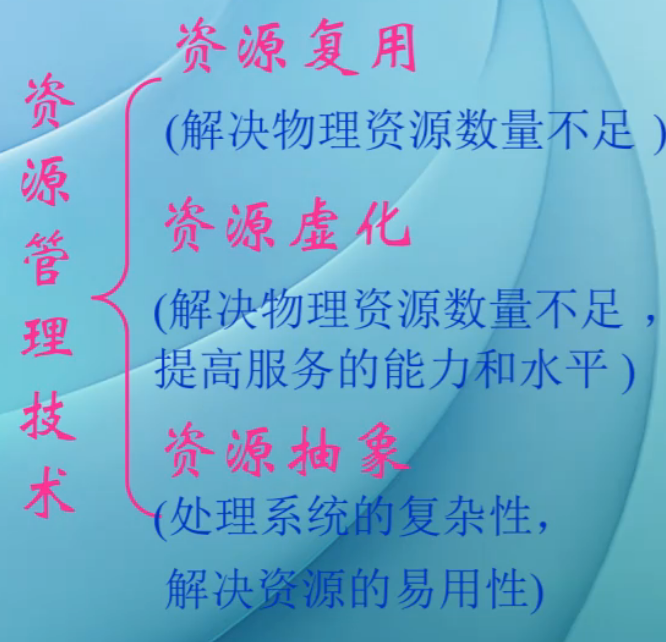 资源管理技术
资源复用
(解决物理资源数量不足 )
资源虚化
(解决物理资源数量不足 ，
提高服务的能力和水平 )
资源抽象
(处理系统的复杂性，
解决资源的易用性)